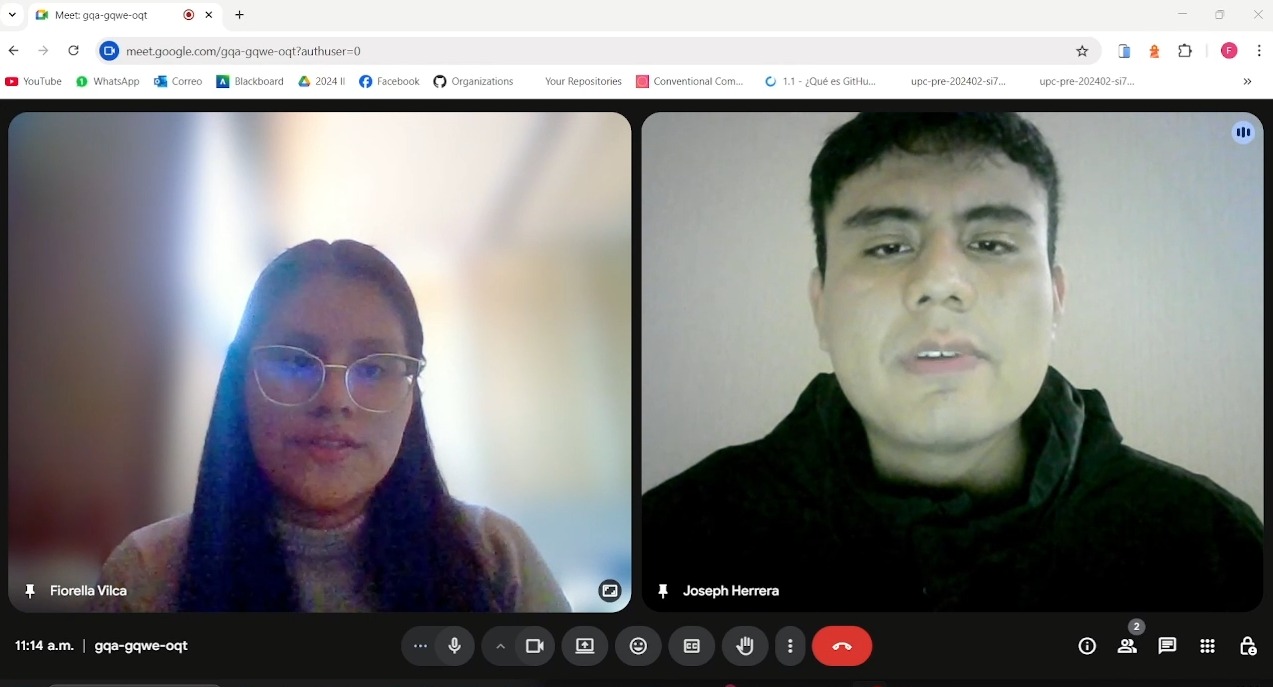 Meet: gqa-gqwe-oqt
meet.google.com/gqa-gqwe-oqt?authuser=0
F
YouTube WhatsApp Correo Blackboard 2024 II Facebook Organizations Your Repositories Conventional Com... 1.1 - ¿Qué es GitHu... upc-pre-202402-si7... upc-pre-202402-si7...
Fiorella Vilca
Joseph Herrera
11:14 a.m. | gqa-gqwe-oqt
2